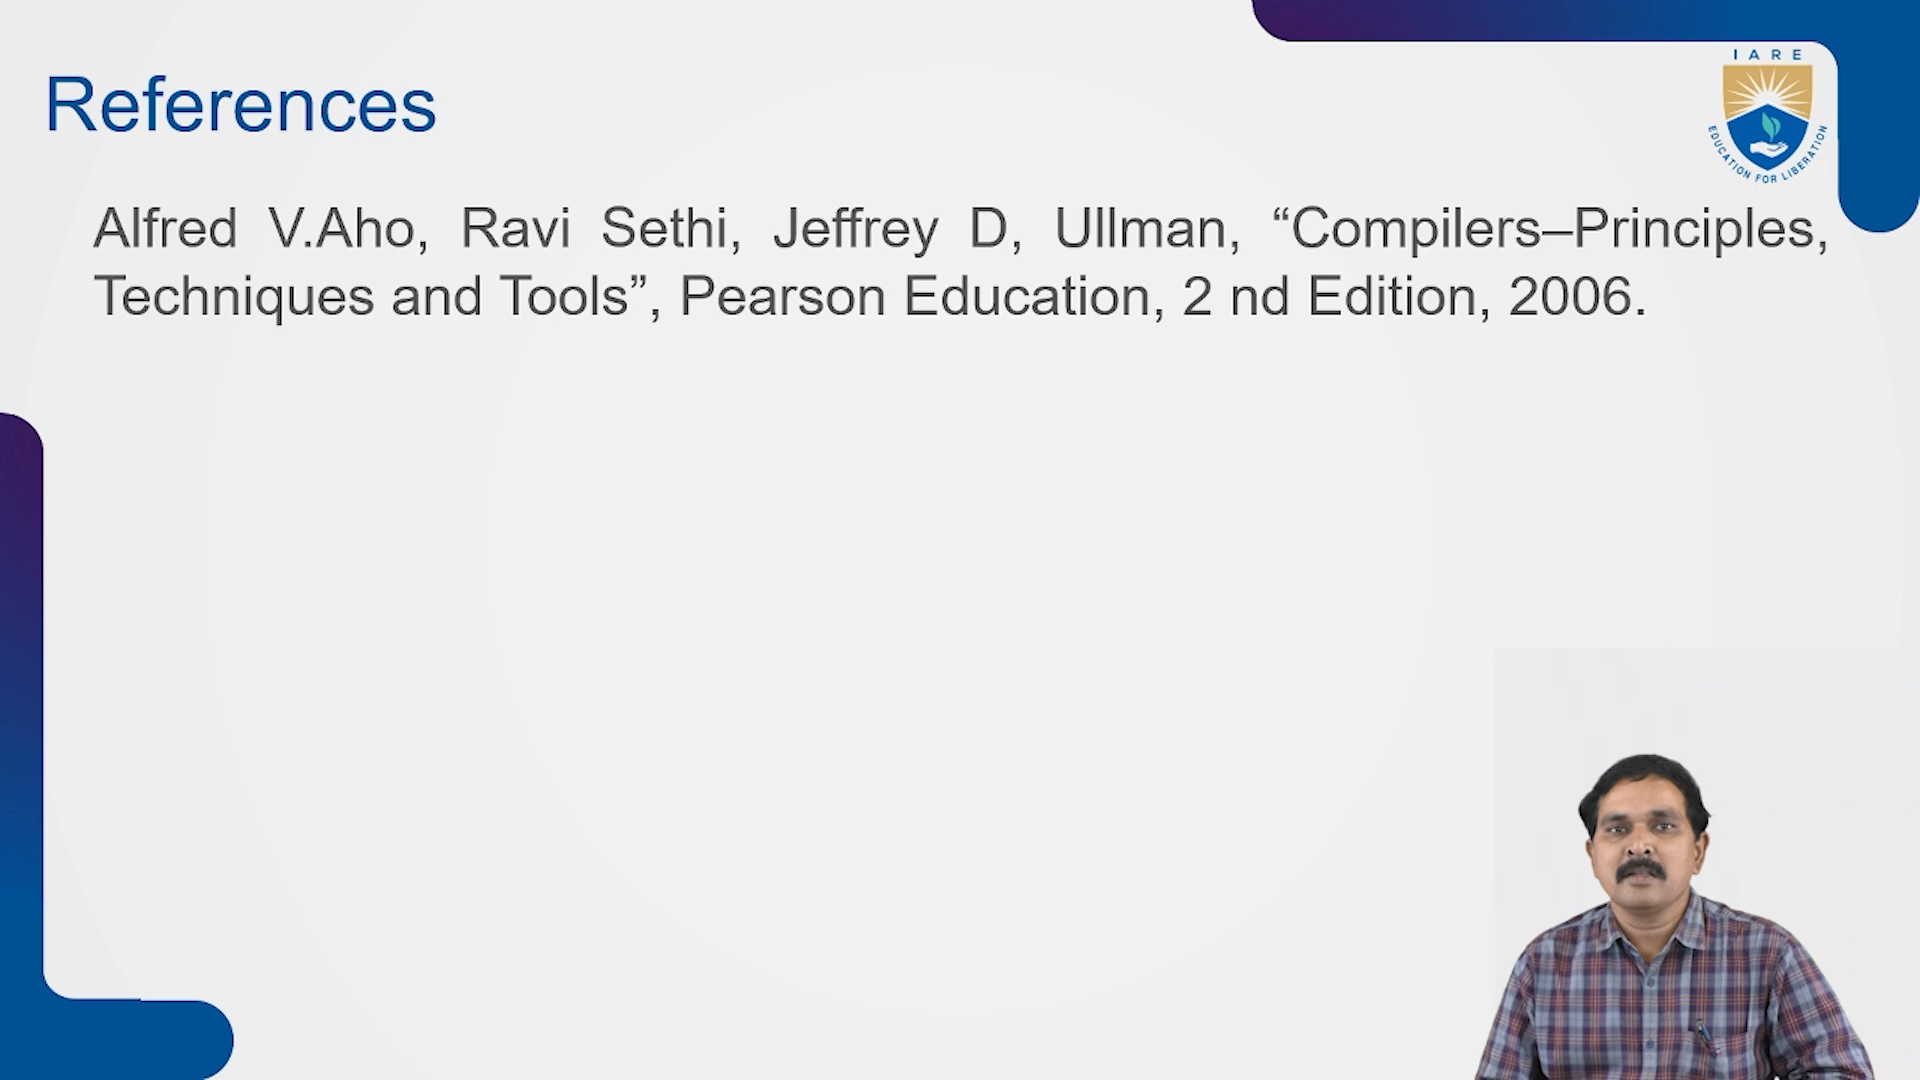 IARE
References
EDUCATION FOR LIBERATION
Alfred V.Aho, Ravi Sethi, Jeffrey D, Ullman, “Compilers–Principles,
Techniques and Tools”, Pearson Education, 2 nd Edition, 2006.